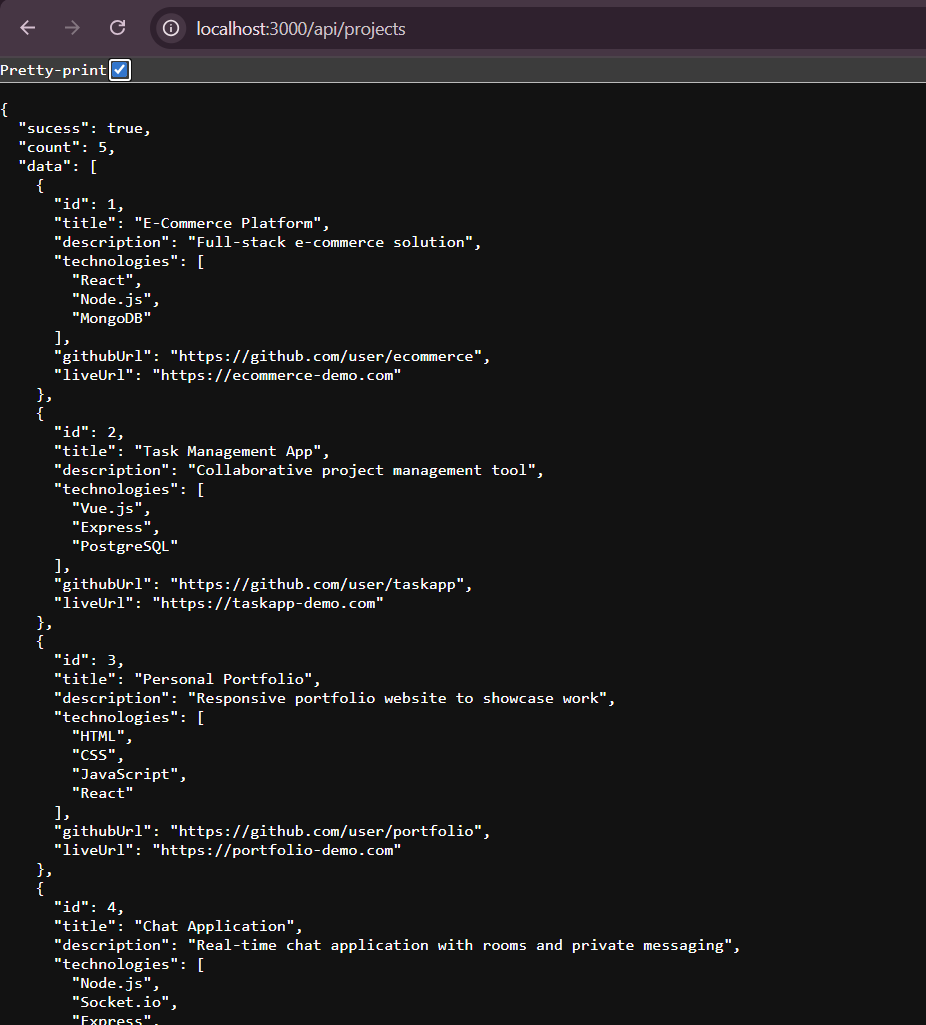 localhost:3000/api/projects
Pretty-print
{
  "sucess": true,
  "count": 5,
  "data": [
    {
      "id": 1,
      "title": "E-Commerce Platform",
      "description": "Full-stack e-commerce solution",
      "technologies": [
        "React",
        "Node.js",
        "MongoDB"
      ],
      "githubUrl": "https://github.com/user/ecommerce",
      "liveUrl": "https://ecommerce-demo.com"
    },
    {
      "id": 2,
      "title": "Task Management App",
      "description": "Collaborative project management tool",
      "technologies": [
        "Vue.js",
        "Express",
        "PostgreSQL"
      ],
      "githubUrl": "https://github.com/user/taskapp",
      "liveUrl": "https://taskapp-demo.com"
    },
    {
      "id": 3,
      "title": "Personal Portfolio",
      "description": "Responsive portfolio website to showcase work",
      "technologies": [
        "HTML",
        "CSS",
        "JavaScript",
        "React"
      ],
      "githubUrl": "https://github.com/user/portfolio",
      "liveUrl": "https://portfolio-demo.com"
    },
    {
      "id": 4,
      "title": "Chat Application",
      "description": "Real-time chat application with rooms and private messaging",
      "technologies": [
        "Node.js",
        "Socket.io",
        "Express",